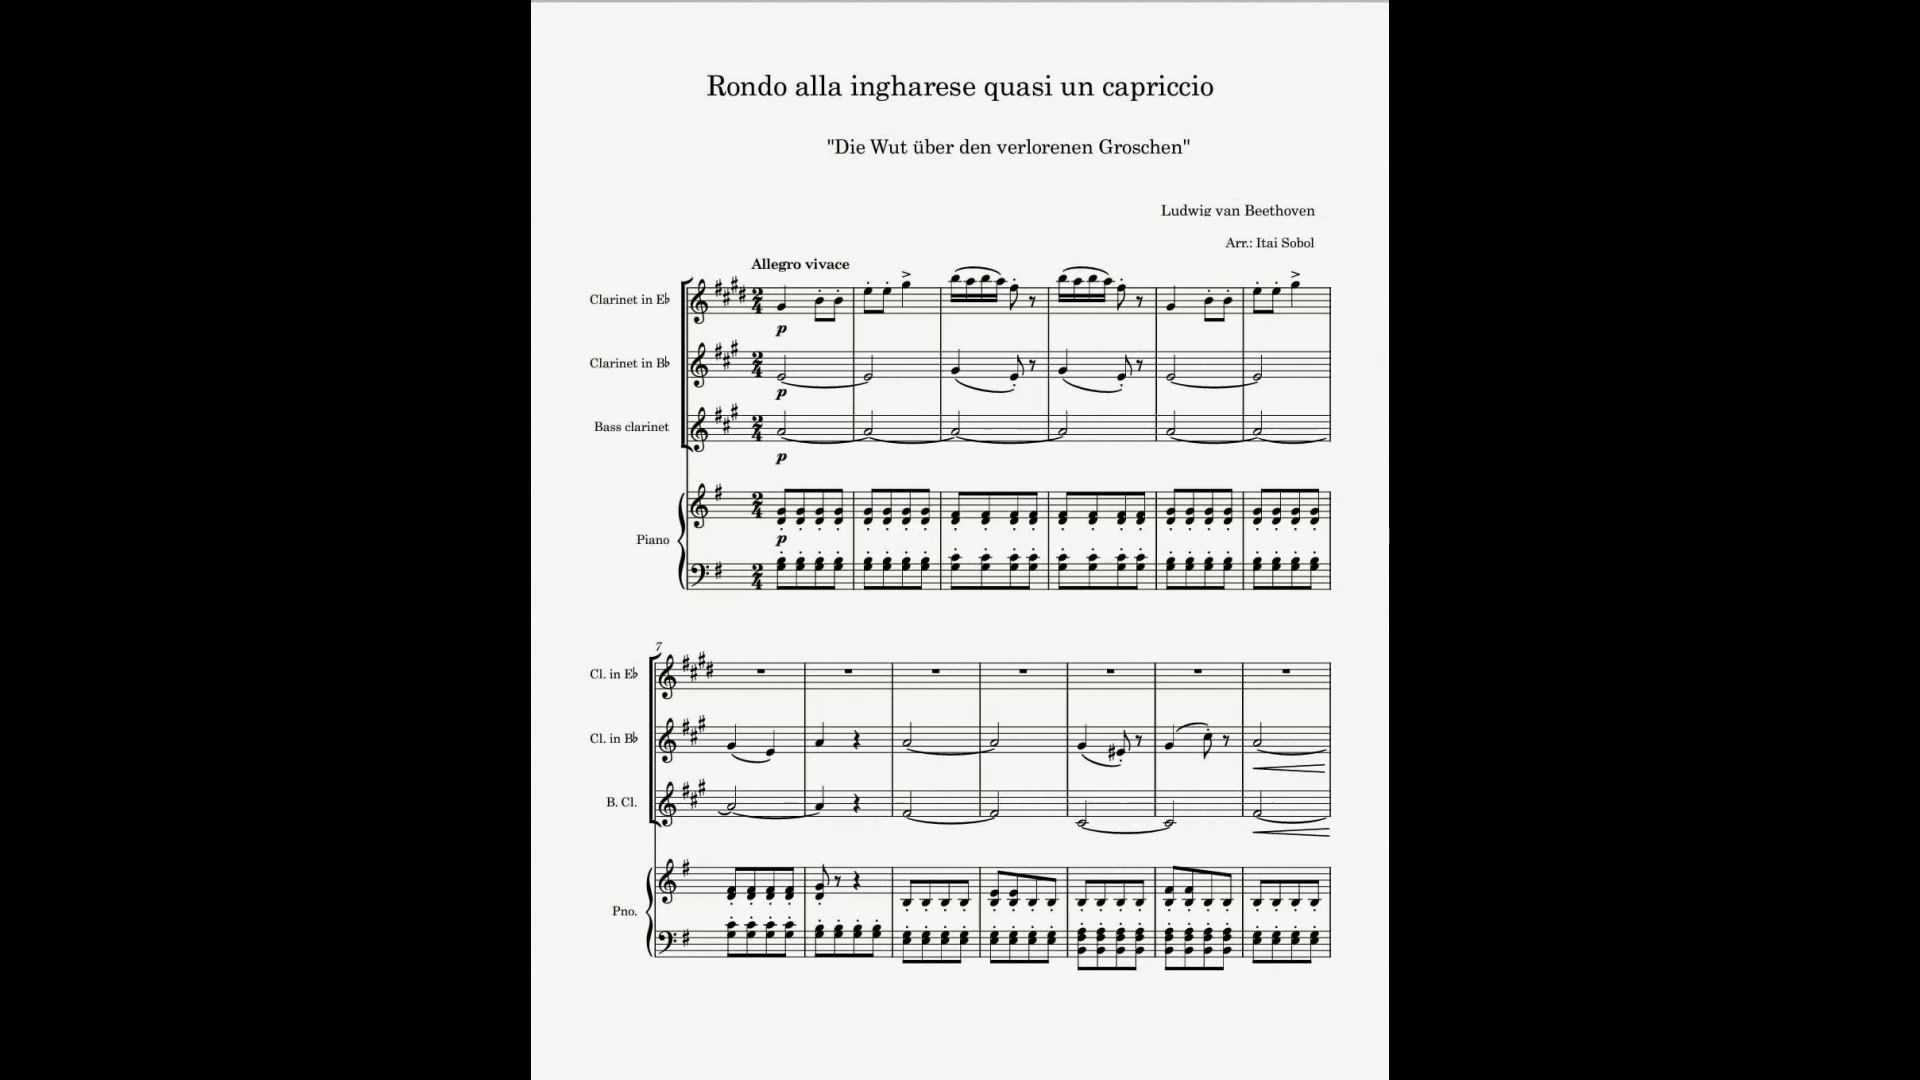 Rondo alla ingharese quasi un capriccio
"Die Wut über den verlorenen Groschen"
Ludwig van Beethoven
Arr.: Itai Sobol
Allegro vivace
Clarinet in E♭
p
Clarinet in B♭
p
Bass clarinet
p
Piano
p
7
Cl. in E♭
Cl. in B♭
B. Cl.
Pno.